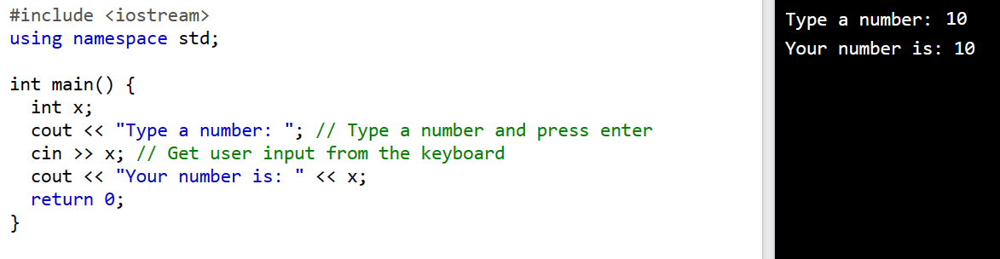 #include <iostream>
using namespace std;
int main() {
  int x;
  cout << "Type a number: "; // Type a number and press enter
  cin >> x; // Get user input from the keyboard
  cout << "Your number is: " << x;
  return 0;
}
Type a number: 10
Your number is: 10